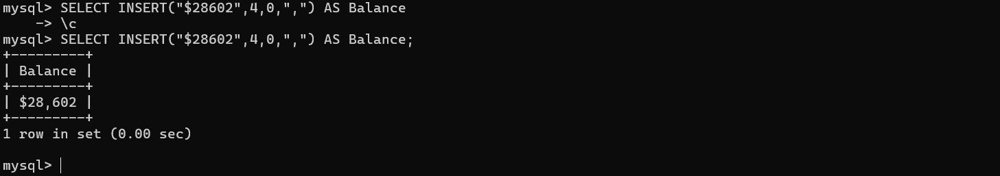 mysql> SELECT INSERT("$28602",4,0,",") AS Balance
    -> \c
mysql> SELECT INSERT("$28602",4,0,",") AS Balance;
+---------+
| Balance |
+---------+
| $28,602 |
+---------+
1 row in set (0.00 sec)

mysql>